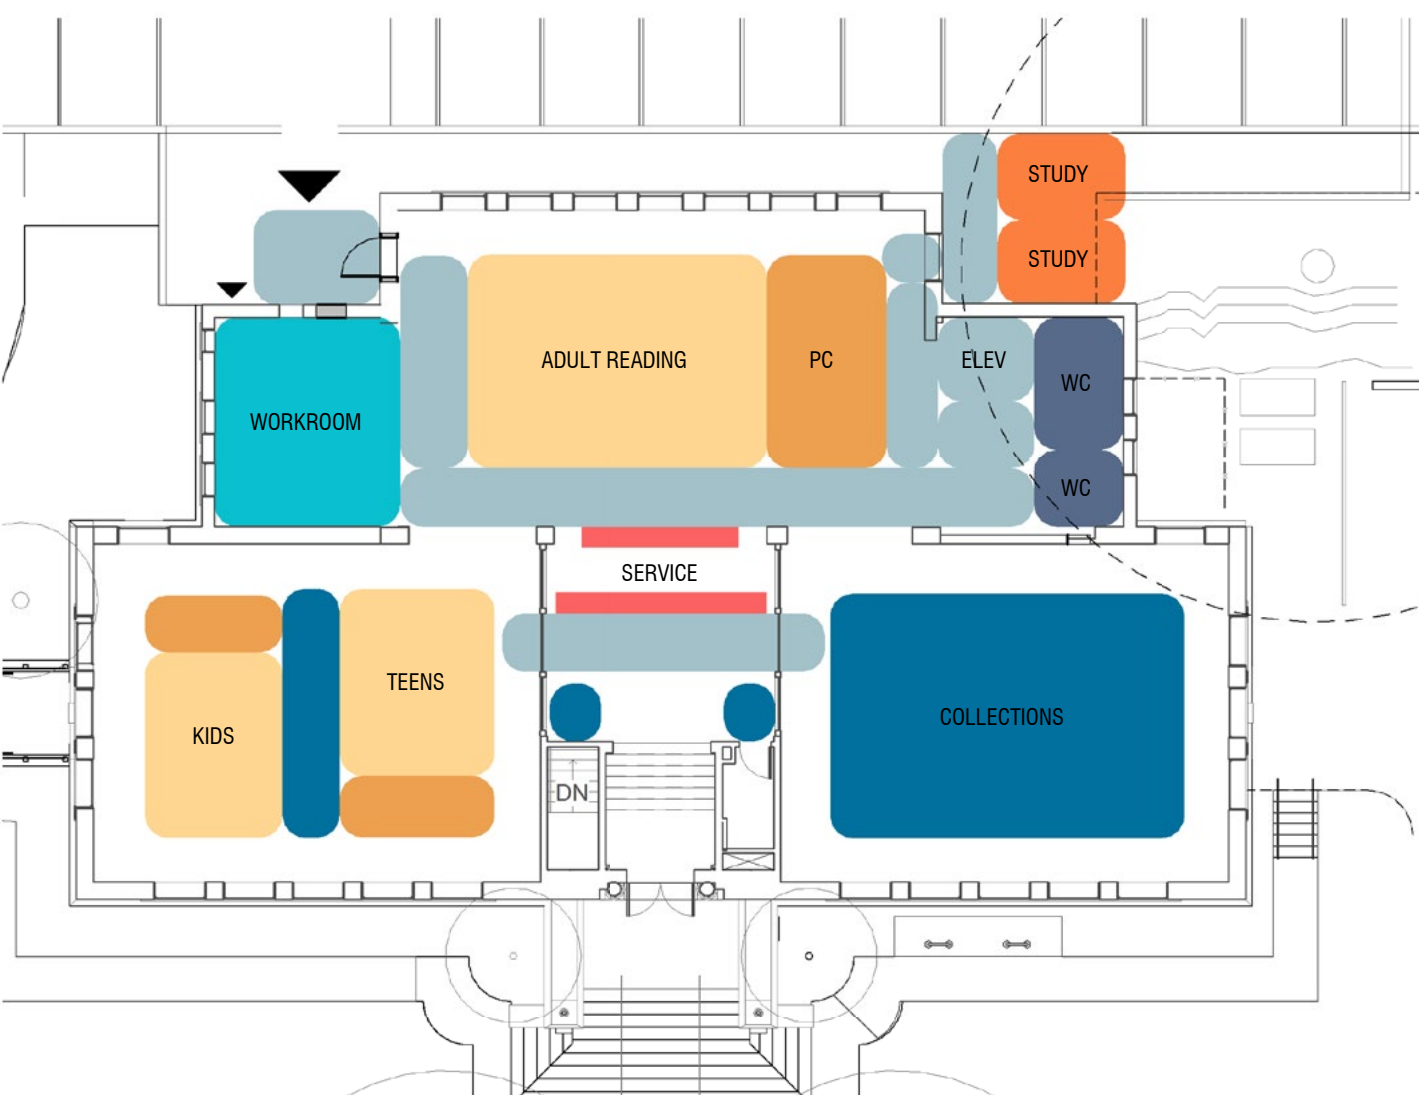 STUDY
STUDY
ADULT READING
PC
ELEV
WC
WORKROOM
WC
SERVICE
TEENS
KIDS
COLLECTIONS
DN